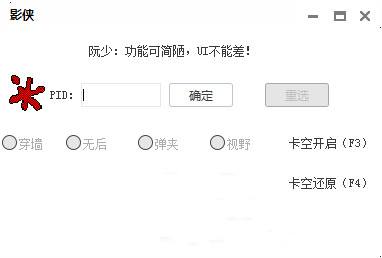 影侠
阮少：功能可简陋，UI不能差！
PID： 确定 重选
穿墙 无后 弹夹 视野 卡空开启（F3）
卡空还原（F4）